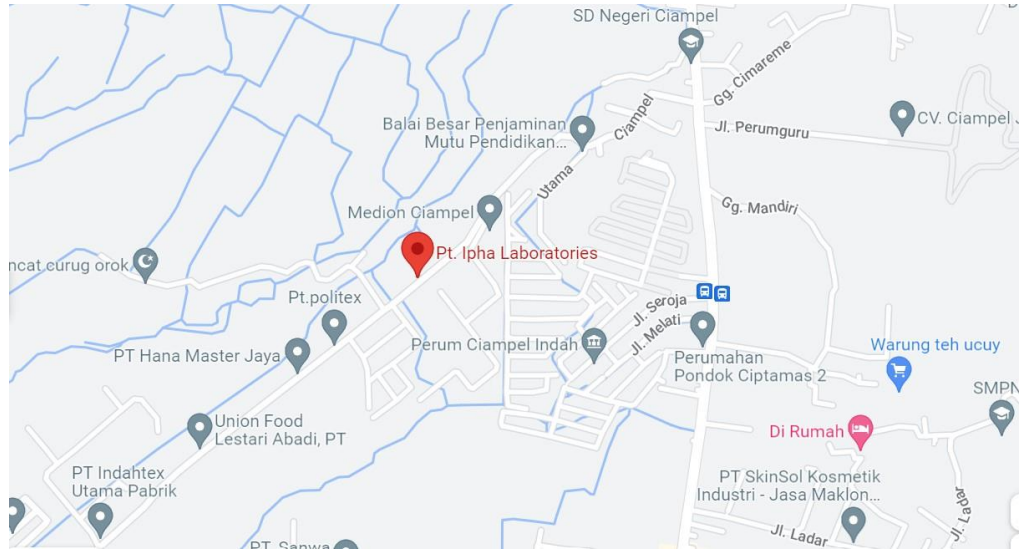 SD Negeri Ciampel
Gg. Cimareme
Balai Besar Penjaminan
Mutu Pendidikan...
Utama Ciampel
Jl. Perumguru
CV. Ciampel J
Medion Ciampel
Gg. Mandiri
Pt. Ipha Laboratories
ncat curug orok
Pt.politex
Jl. Seroja
Jl. Melati
PT Hana Master Jaya
Perum Ciampel Indah
Perumahan
Pondok Ciptamas 2
Warung teh ucuy
SMPN
Union Food
Lestari Abadi, PT
Di Rumah
PT Indahtex
Utama Pabrik
PT SkinSol Kosmetik
Industri - Jasa Maklon...
Jl. Ladar
Jl. Ladar
PT. Sanwa